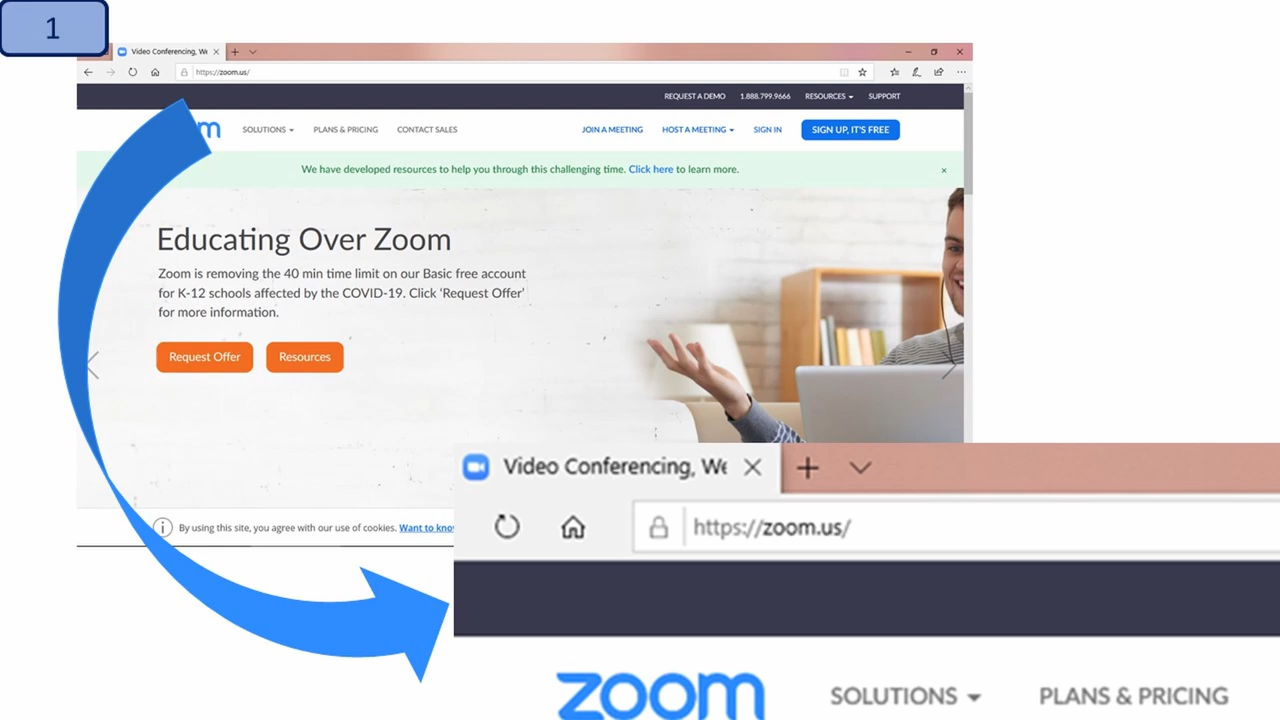 1
Video Conferencing, We
https://zoom.us/
REQUEST A DEMO 1.888.799.9666 RESOURCES SUPPORT
SOLUTIONS PLANS & PRICING CONTACT SALES JOIN A MEETING HOST A MEETING SIGN IN SIGN UP, IT'S FREE
We have developed resources to help you through this challenging time. Click here to learn more.
Educating Over Zoom
Zoom is removing the 40 min time limit on our Basic free account
for K-12 schools affected by the COVID-19. Click 'Request Offer'
for more information.
Request Offer Resources
By using this site, you agree with our use of cookies. Want to kno
Video Conferencing, We
https://zoom.us/
zoom SOLUTIONS PLANS & PRICING